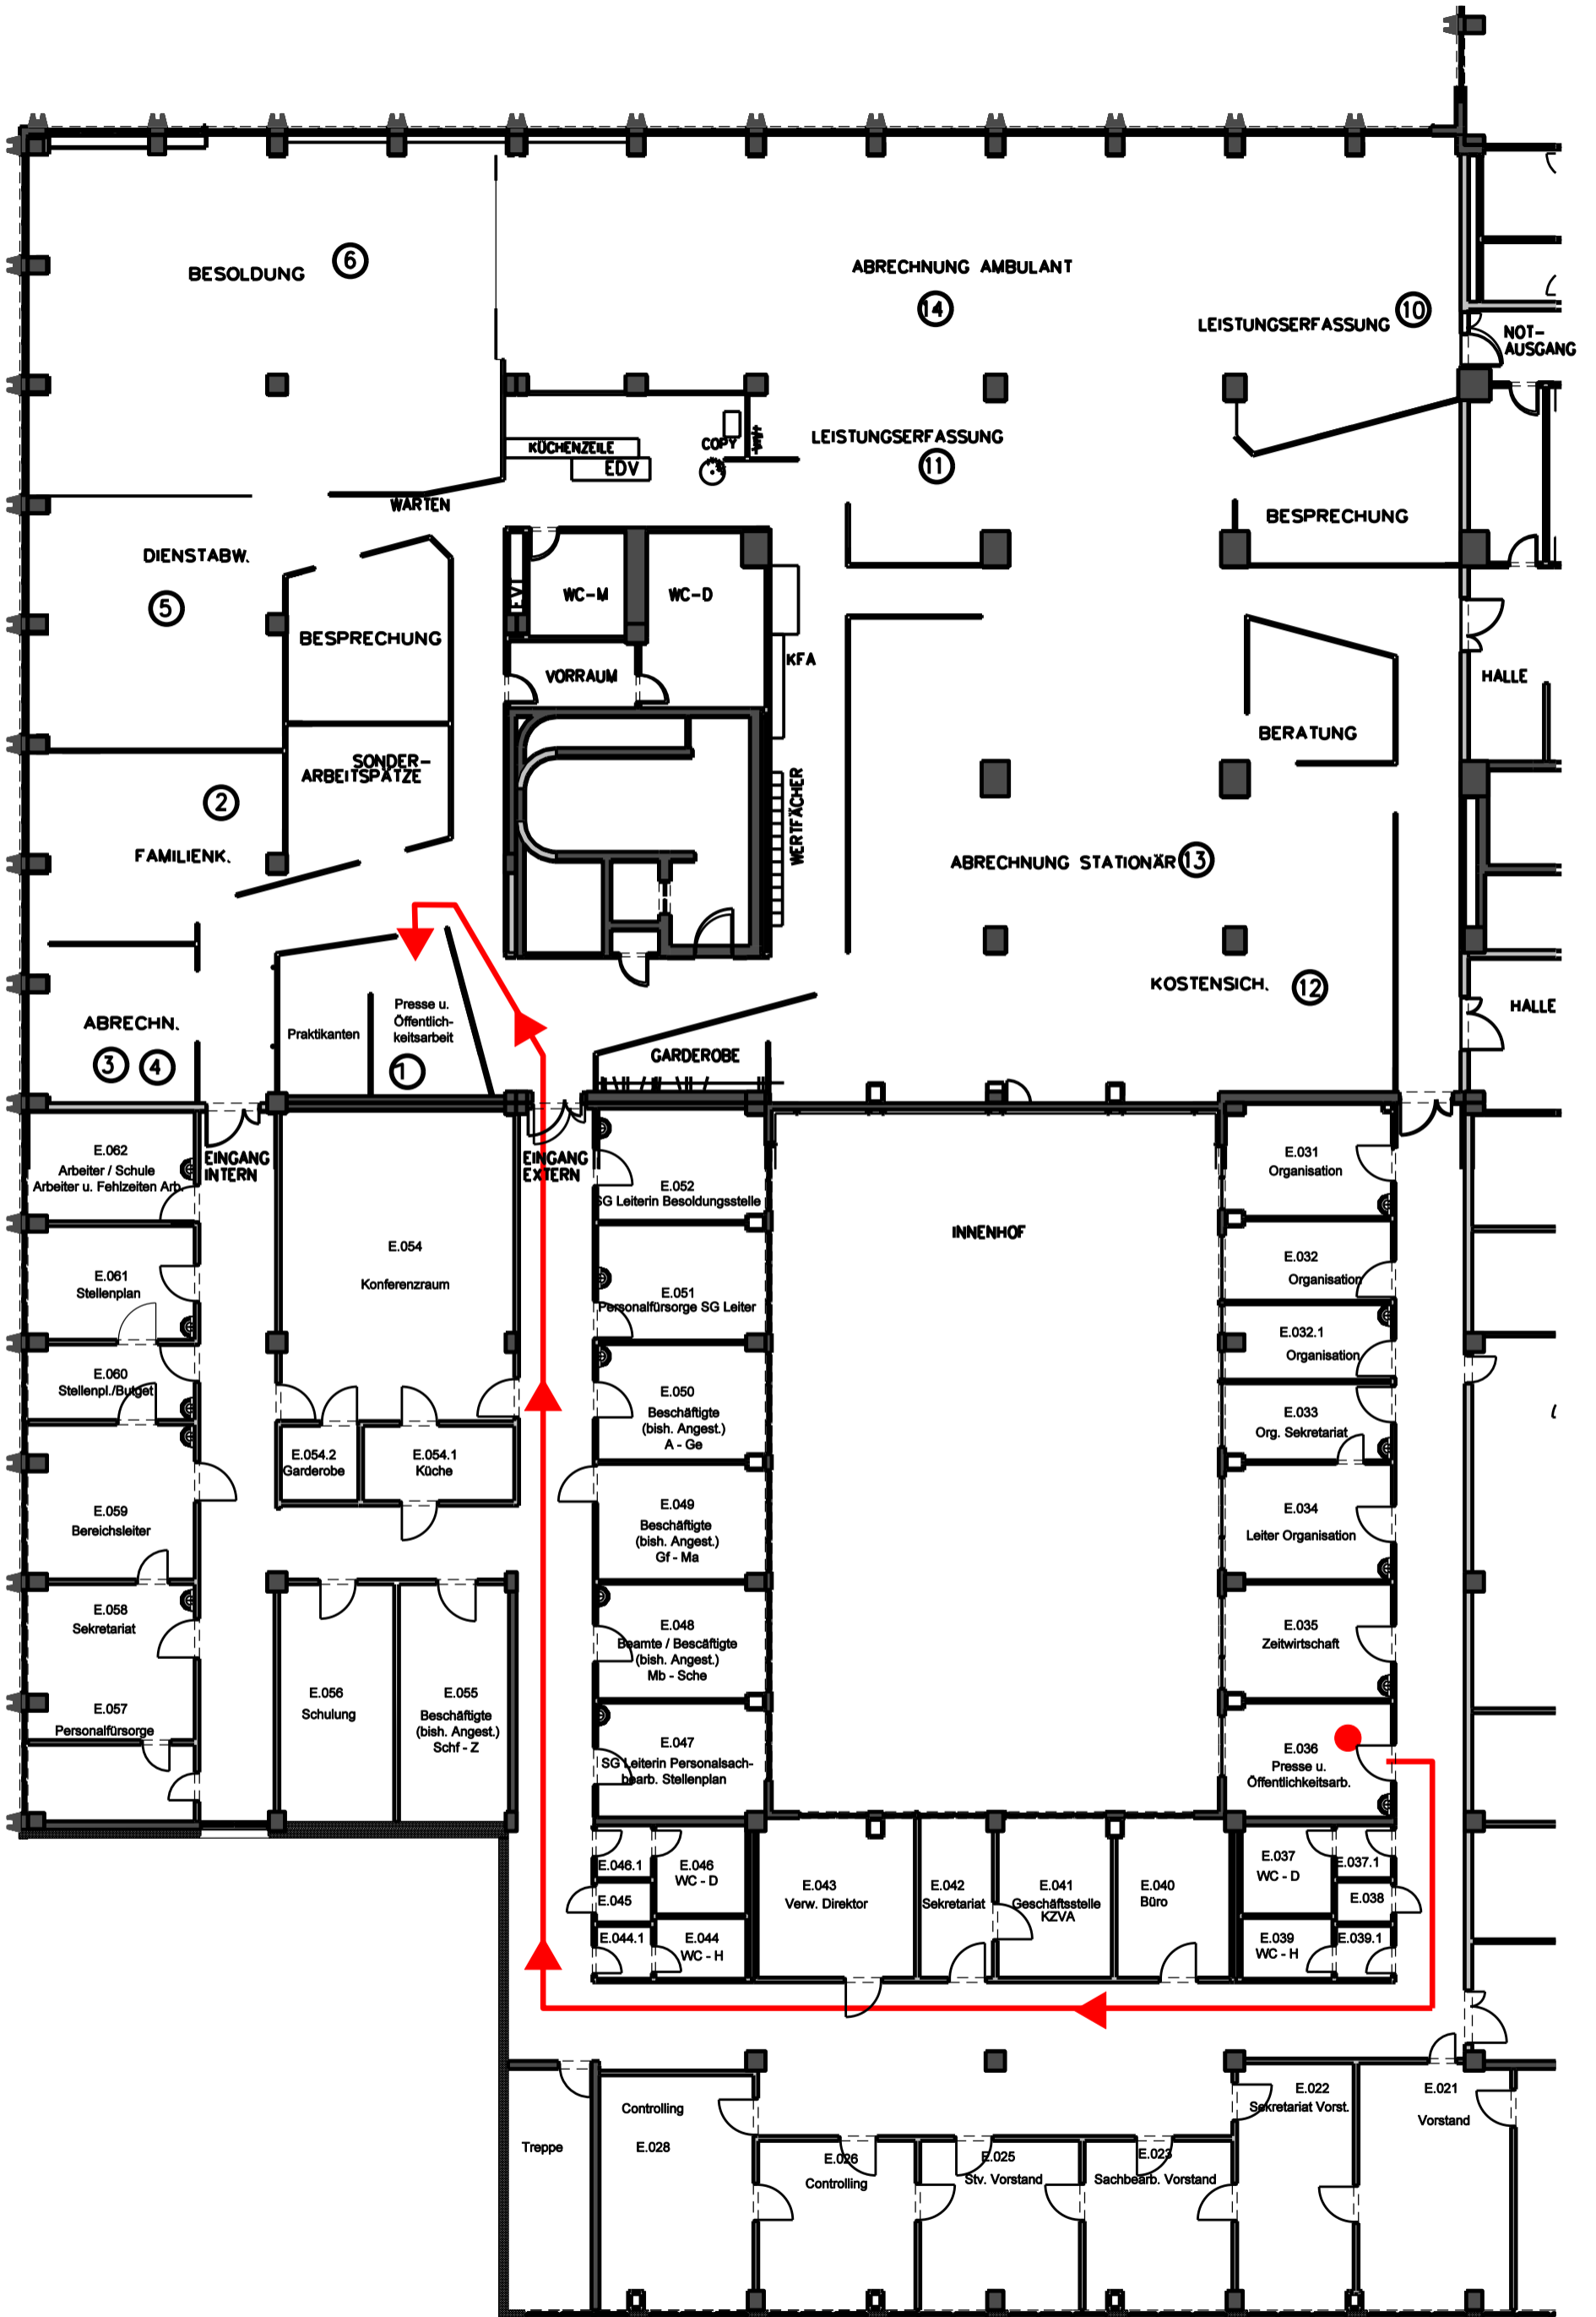 BESOLDUNG
6
ABRECHNUNG AMBULANT
14
LEISTUNGSERFASSUNG
10
NOT-
AUSGANG
KÜCHENZEILE
EDV
COPY
LEISTUNGSERFASSUNG
11
WARTEN
BESPRECHUNG
DIENSTABW.
5
BESPRECHUNG
WC-M
WC-D
VORRAUM
KFA
HALLE
BERATUNG
SONDER-
ARBEITSPÄTZE
2
FAMILIENK.
WERTFÄCHER
ABRECHNUNG STATIONÄR
13
KOSTENSICH.
12
HALLE
ABRECHN.
3
4
Praktikanten
Presse u.
Öffentlich-
keitsarbeit
1
GARDEROBE
EINGANG
INTERN
EINGANG
EXTERN
E.062
Arbeiter / Schule
Arbeiter u. Fehlzeiten Arb.
E.061
Stellenplan
E.060
Stellenpl./Butget
E.059
Bereichsleiter
E.058
Sekretariat
E.057
Personalfürsorge
E.054
Konferenzraum
E.054.2
Garderobe
E.054.1
Küche
E.056
Schulung
E.055
Beschäftigte
(bish. Angest.)
Schf - Z
E.052
SG Leiterin Besoldungsstelle
E.051
Personalfürsorge SG Leiter
E.050
Beschäftigte
(bish. Angest.)
A - Ge
E.049
Beschäftigte
(bish. Angest.)
Gf - Ma
E.048
Beamte / Bescäftigte
(bish. Angest.)
Mb - Sche
E.047
SG Leiterin Personalsach-
bearb. Stellenplan
INNENHOF
E.031
Organisation
E.032
Organisation
E.032.1
Organisation
E.033
Org. Sekretariat
E.034
Leiter Organisation
E.035
Zeitwirtschaft
E.036
Presse u.
Öffentlichkeitsarb.
E.046.1
E.046
WC - D
E.045
E.044.1
E.044
WC - H
E.043
Verw. Direktor
E.042
Sekretariat
E.041
Geschäftsstelle
KZVA
E.040
Büro
E.037
WC - D
E.037.1
E.038
E.039
WC - H
E.039.1
Treppe
Controlling
E.028
E.026
Controlling
E.025
Stv. Vorstand
E.023
Sachbearb. Vorstand
E.022
Sekretariat Vorst.
E.021
Vorstand